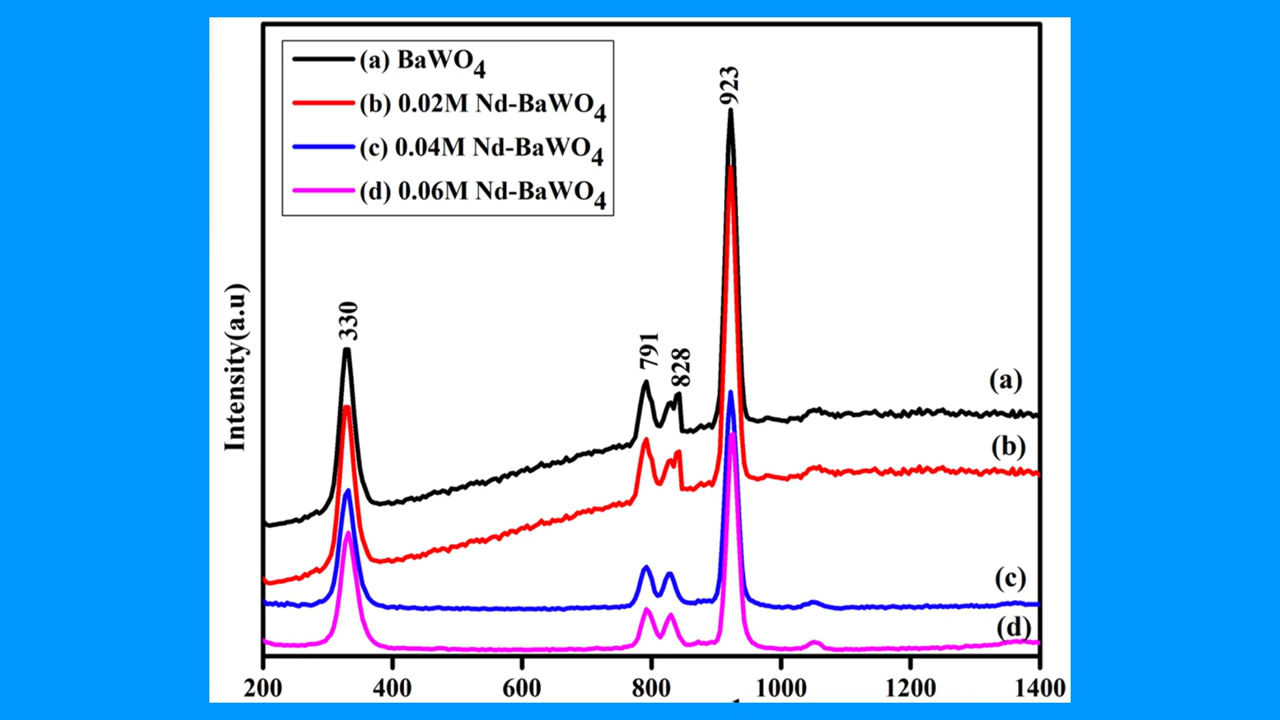 (a) BaWO4
(b) 0.02M Nd-BaWO4
(c) 0.04M Nd-BaWO4
(d) 0.06M Nd-BaWO4
923
330
791
828
(a)
(b)
(c)
(d)
Intensity(a.u)
200 400 600 800 1000 1200 1400